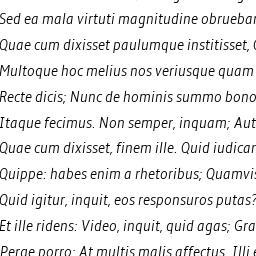 Sed ea mala virtuti magnitudine obruebar
Quae cum dixisset paulumque institisset,
Multoque hoc melius nos veriusque quam
Recte dicis; Nunc de hominis summo bono
Itaque fecimus. Non semper, inquam; Aut
Quae cum dixisset, finem ille. Quid iudicar
Quippe: habes enim a rhetoribus; Quamvis
Quid igitur, inquit, eos responsuros putas?
Et ille ridens: Video, inquit, quid agas; Gra
Perge porro; At multis malis affectus. Illi